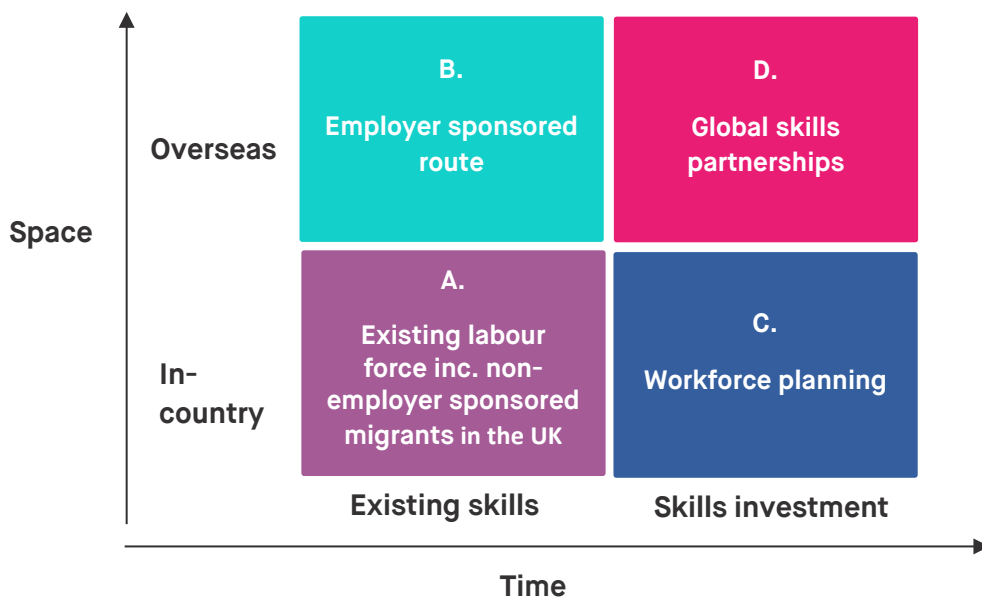 B.
Employer sponsored
route
D.
Global skills
partnerships
Overseas
Space
A.
Existing labour
force inc. non-
employer sponsored
migrants in the UK
C.
Workforce planning
In-
country
Existing skills
Skills investment
Time